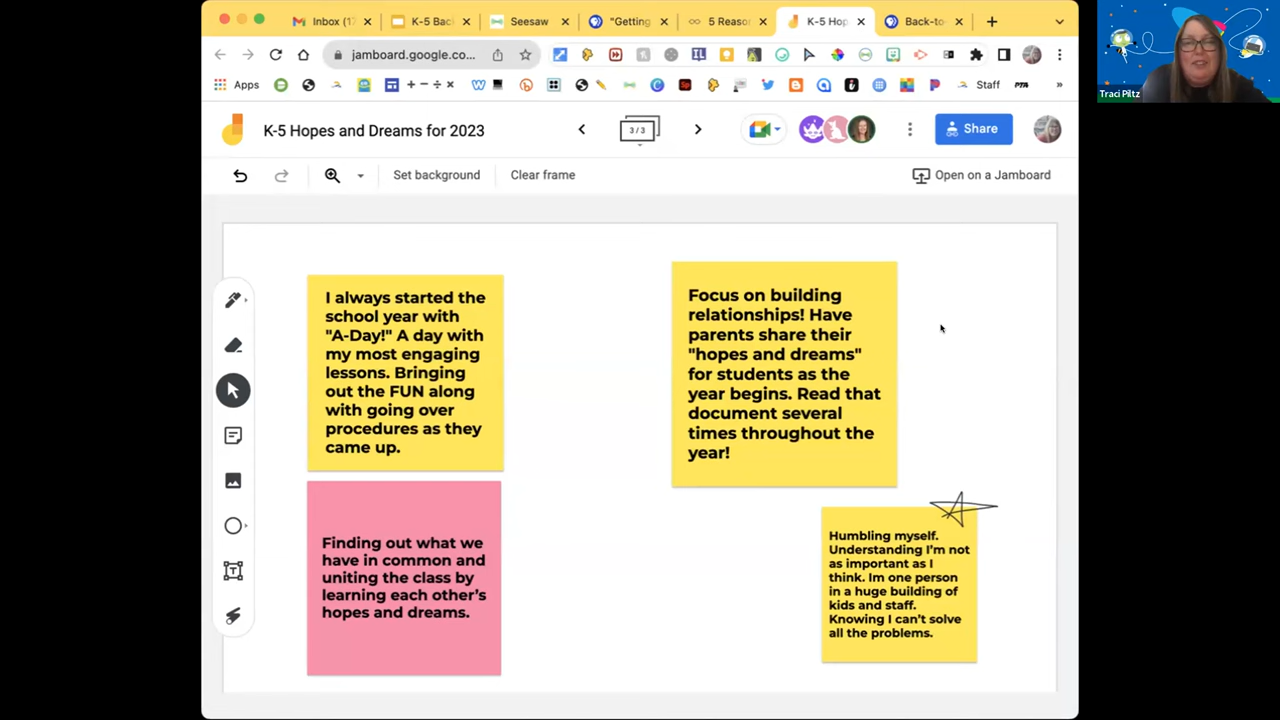 Inbox (1
K-5 Bac
Seesaw
"Getting
5 Reaso
K-5 Hop
Back-to-
jamboard.google.co...
Apps
Staff
PTA
K-5 Hopes and Dreams for 2023
3 / 3
Share
Set background
Clear frame
Open on a Jamboard
I always started the
school year with
"A-Day!" A day with
my most engaging
lessons. Bringing
out the FUN along
with going over
procedures as they
came up.
Focus on building
relationships! Have
parents share their
"hopes and dreams"
for students as the
year begins. Read that
document several
times throughout the
year!
Finding out what we
have in common and
uniting the class by
learning each other's
hopes and dreams.
Humbling myself.
Understanding I'm not
as important as I
think. Im one person
in a huge building of
kids and staff.
Knowing I can't solve
all the problems.
Traci Piltz